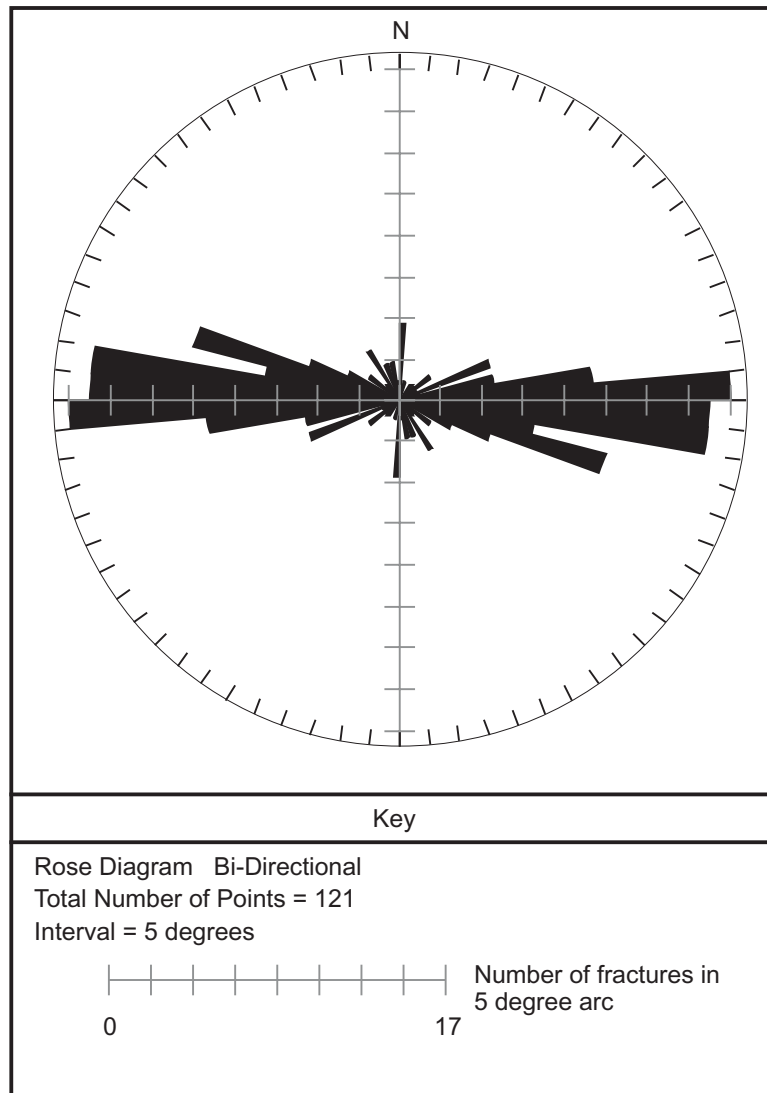 N
Key
Rose Diagram Bi-Directional
Total Number of Points = 121
Interval = 5 degrees
Number of fractures in
5 degree arc
0 17